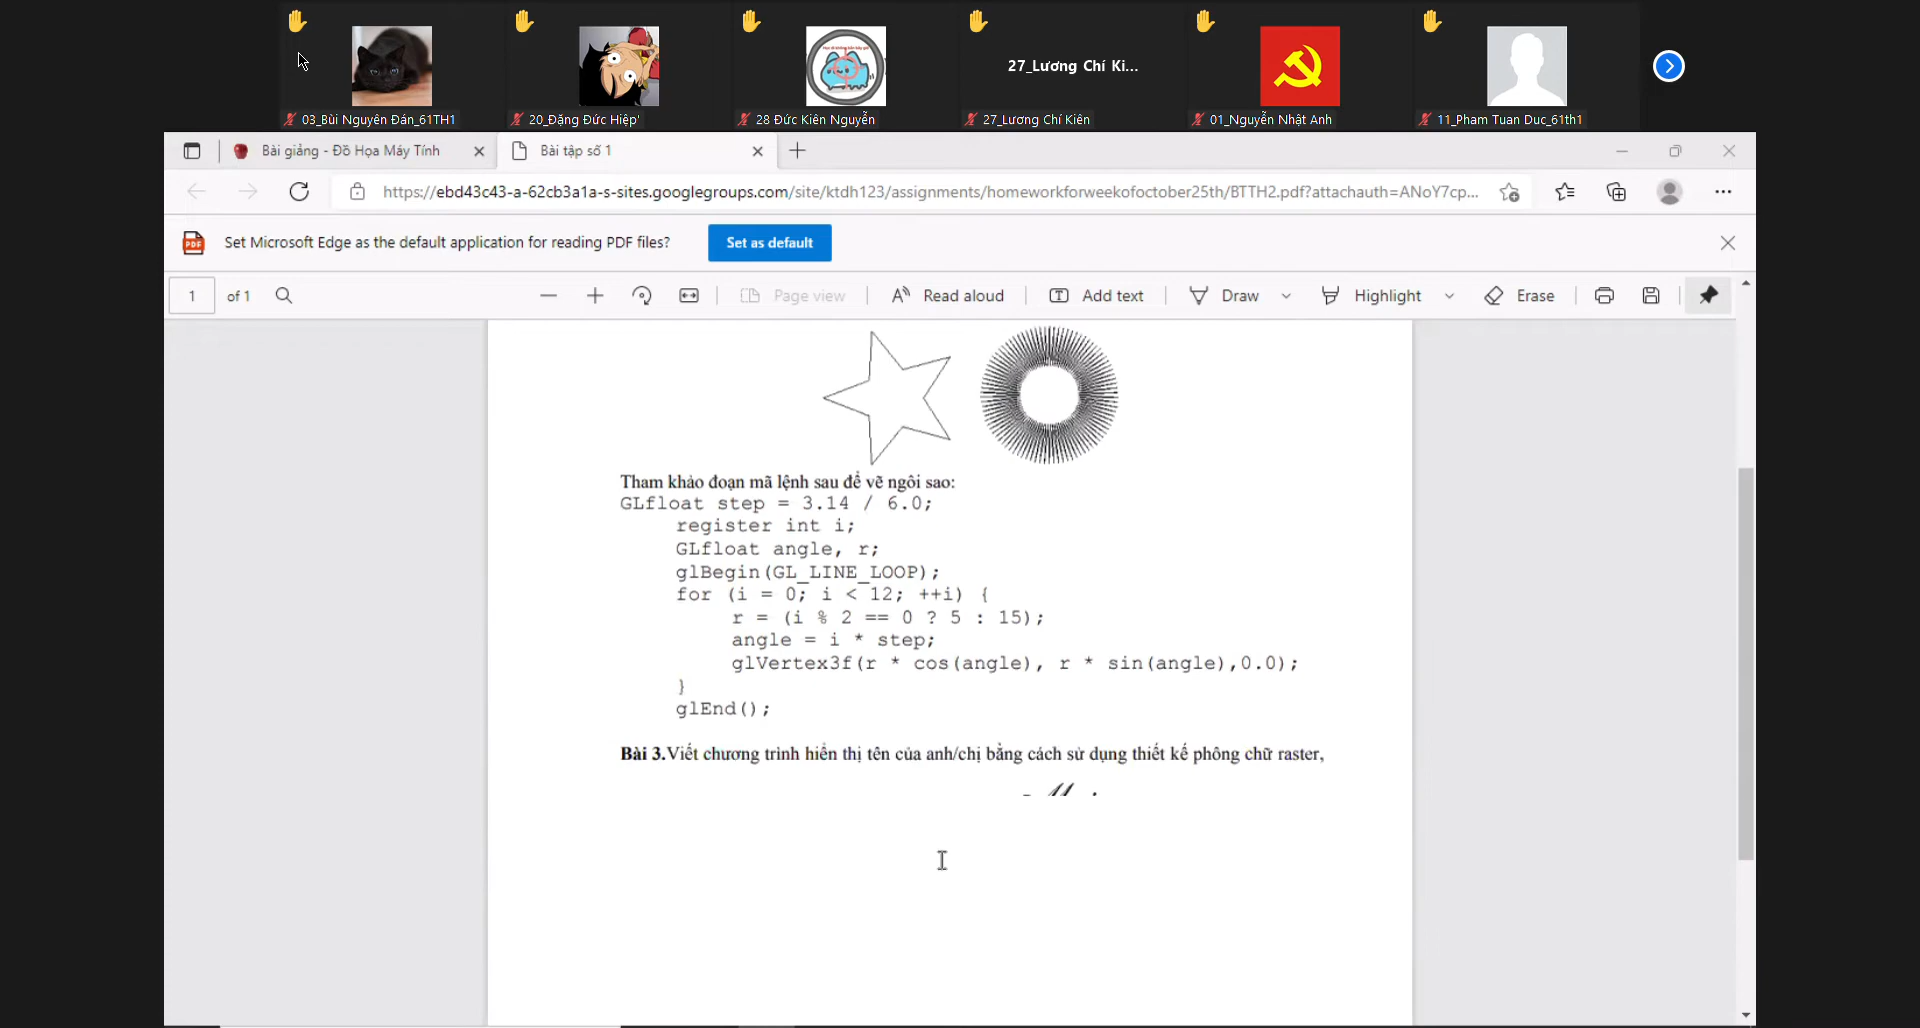 03_Bùi Nguyên Đán_61TH1
20_Đặng Đức Hiệp'
28 Đức Kiên Nguyễn
27_Lương Chí Ki...
27_Lương Chí Kiên
01_Nguyễn Nhật Anh
11_Pham Tuan Duc_61th1
Bài giảng - Đồ Họa Máy Tính
Bài tập số 1
https://ebd43c43-a-62cb3a1a-s-sites.googlegroups.com/site/ktdh123/assignments/homeworkforweekofoctober25th/BTTH2.pdf?attachauth=ANoY7cp...
PDF
Set Microsoft Edge as the default application for reading PDF files?
Set as default
1 of 1
Page view
Read aloud
Add text
Draw
Highlight
Erase
Tham khảo đoạn mã lệnh sau để vẽ ngôi sao:
GLfloat step = 3.14 / 6.0;
register int i;
GLfloat angle, r;
glBegin(GL_LINE_LOOP);
for (i = 0; i < 12; ++i) {
r = (i % 2 == 0 ? 5 : 15);
angle = i * step;
glVertex3f(r * cos(angle), r * sin(angle),0.0);
}
glEnd();
Bài 3.Viết chương trình hiển thị tên của anh/chị bằng cách sử dụng thiết kế phông chữ raster,